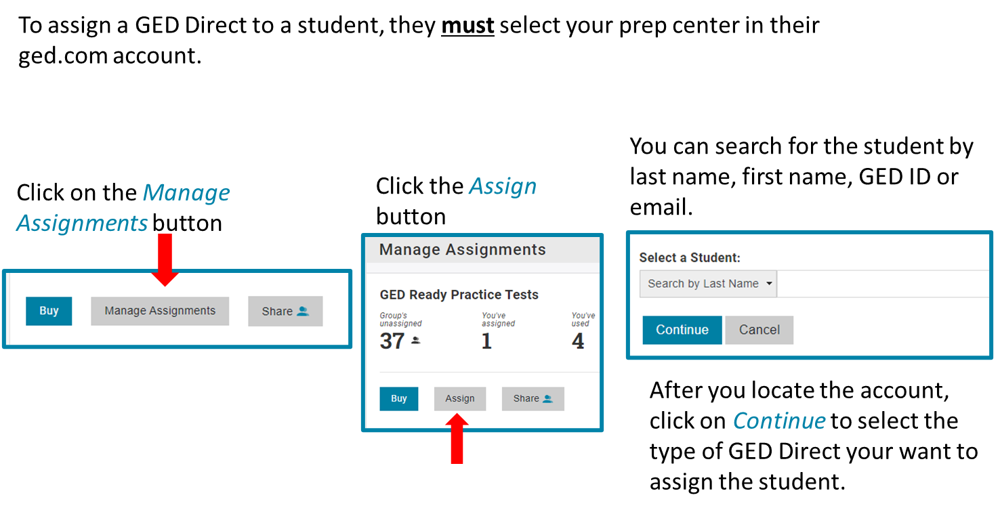 To assign a GED Direct to a student, they must select your prep center in their
ged.com account.
Click on the Manage
Assignments button
Buy
Manage Assignments
Share
Click the Assign
button
Manage Assignments
GED Ready Practice Tests
Group's You've You've
unassigned assigned used
37 1 4
Buy
Assign
Share
You can search for the student by
last name, first name, GED ID or
email.
Select a Student:
Search by Last Name
Continue
Cancel
After you locate the account,
click on Continue to select the
type of GED Direct your want to
assign the student.